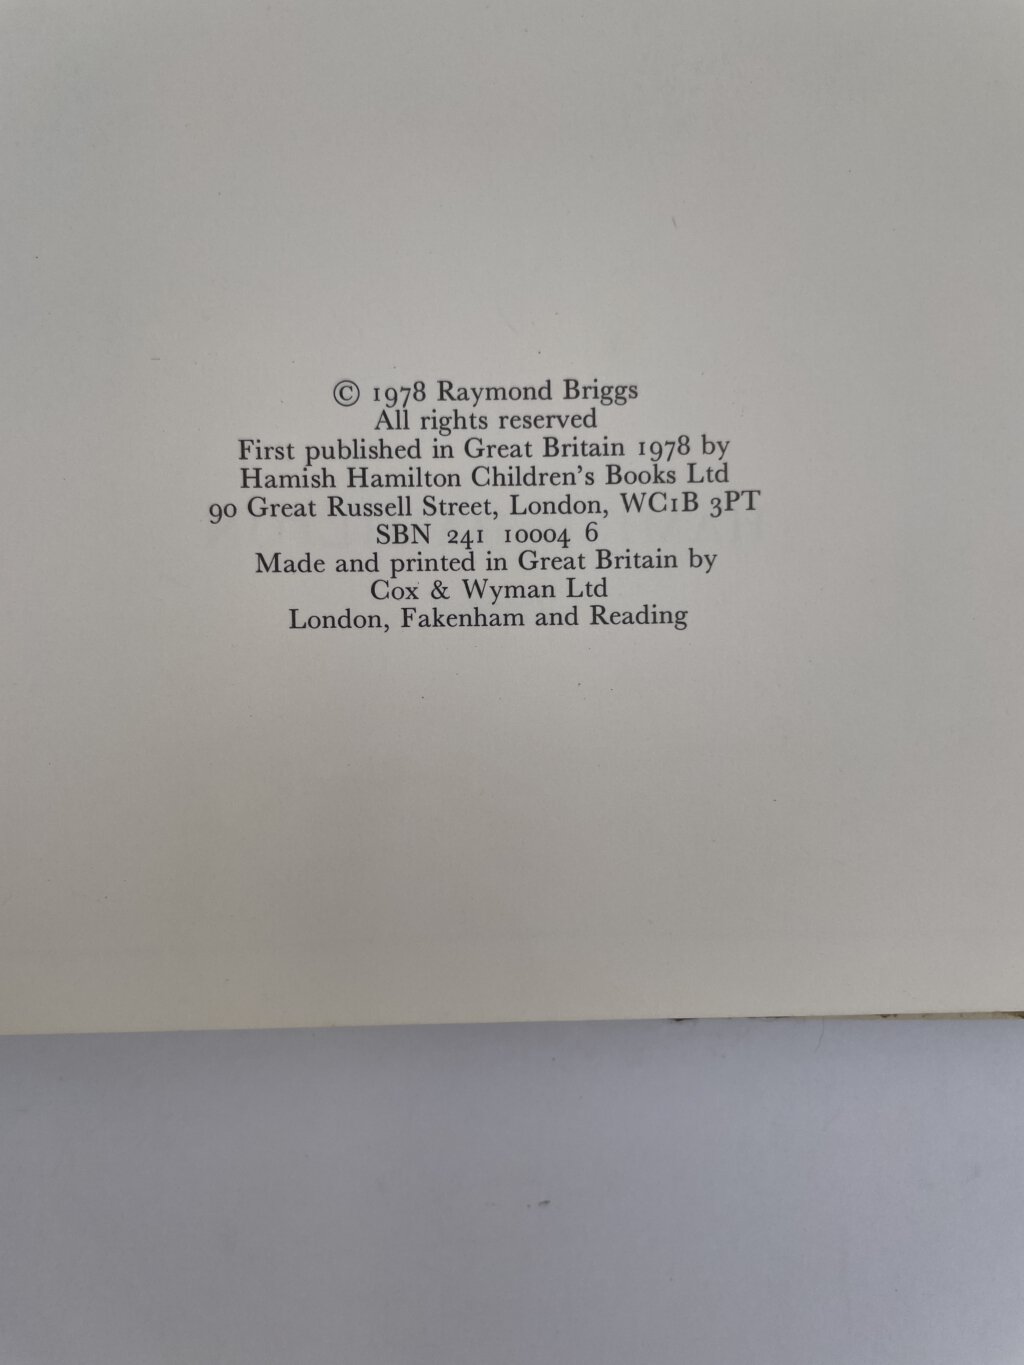 © 1978 Raymond Briggs
All rights reserved
First published in Great Britain 1978 by
Hamish Hamilton Children's Books Ltd
90 Great Russell Street, London, WC1B 3PT
SBN 241 10004 6
Made and printed in Great Britain by
Cox & Wyman Ltd
London, Fakenham and Reading